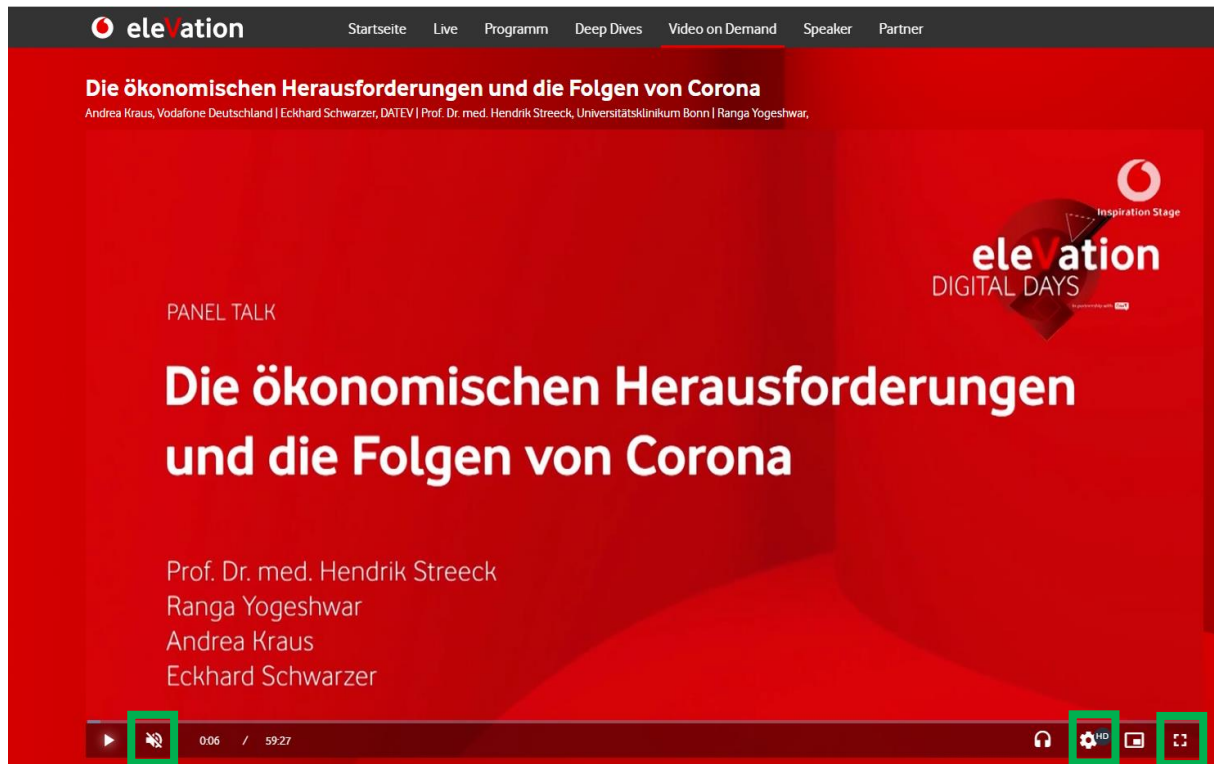 eleVation
Startseite Live Programm Deep Dives Video on Demand Speaker Partner
Die ökonomischen Herausforderungen und die Folgen von Corona
Andrea Kraus, Vodafone Deutschland | Eckhard Schwarzer, DATEV | Prof. Dr. med. Hendrik Streeck, Universitätsklinikum Bonn | Ranga Yogeshwar,
Inspiration Stage
eleVation
DIGITAL DAYS
In partnership with
PANEL TALK
Die ökonomischen Herausforderungen
und die Folgen von Corona
Prof. Dr. med. Hendrik Streeck
Ranga Yogeshwar
Andrea Kraus
Eckhard Schwarzer
0:06 / 59:27
HD